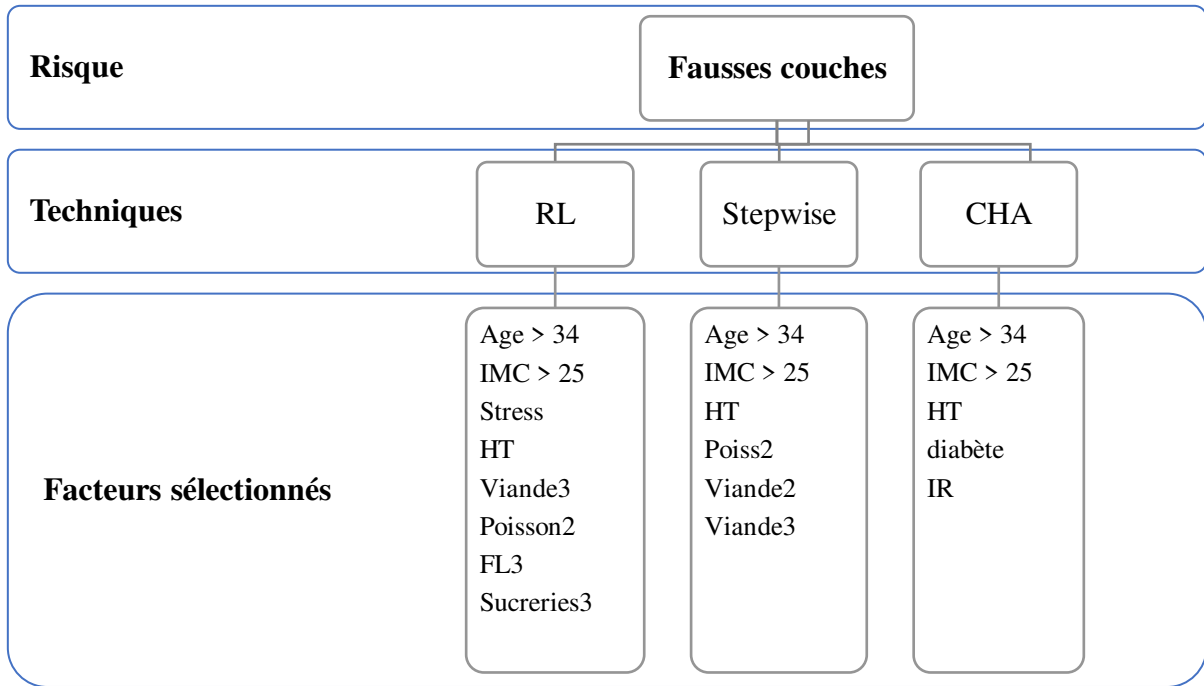 Risque
Fausses couches
Techniques
RL
Stepwise
CHA
Facteurs sélectionnés
Age > 34
IMC > 25
Stress
HT
Viande3
Poisson2
FL3
Sucreries3
Age > 34
IMC > 25
HT
Poiss2
Viande2
Viande3
Age > 34
IMC > 25
HT
diabète
IR